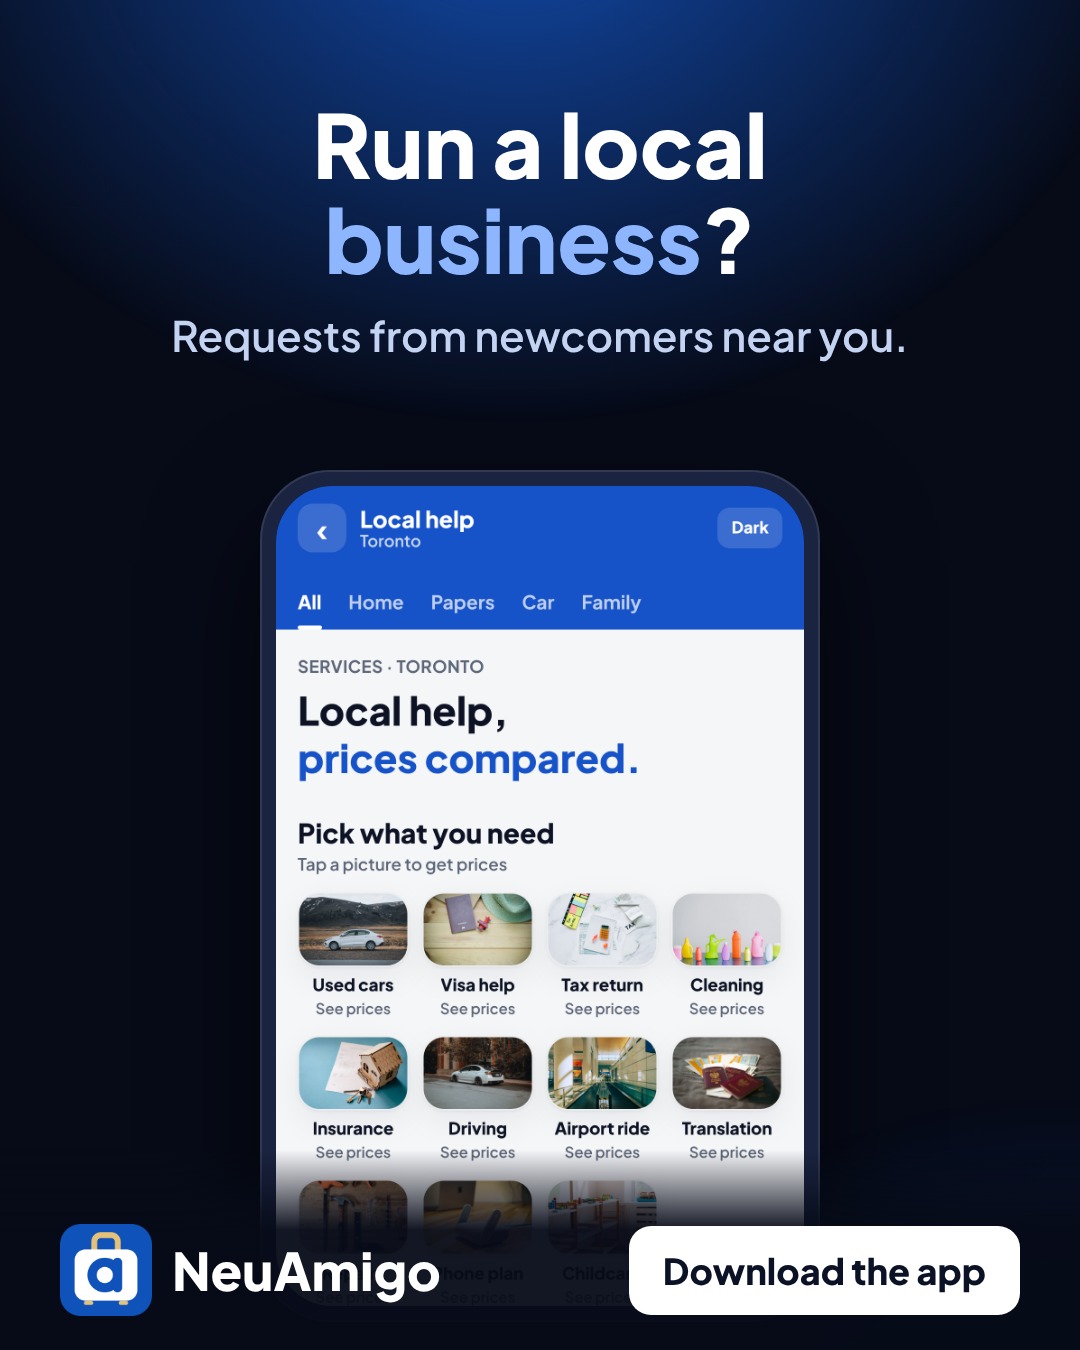 Run a local
business?
Requests from newcomers near you.
‹
Local help
Toronto
Dark
All Home Papers Car Family
SERVICES · TORONTO
Local help,
prices compared.
Pick what you need
Tap a picture to get prices
Used cars Visa help Tax return Cleaning
See prices See prices See prices See prices
Insurance Driving Airport ride Translation
See prices See prices See prices See prices
NeuAmigo
Download the app